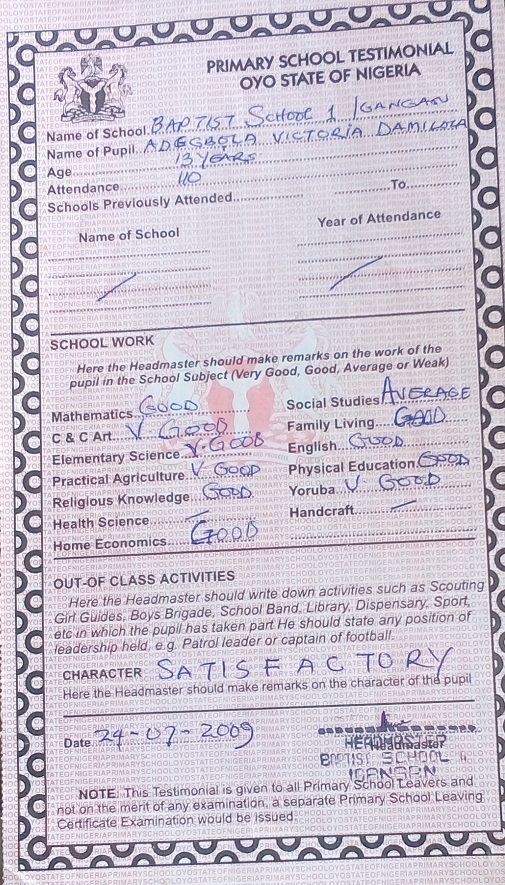 PRIMARY SCHOOL TESTIMONIAL
OYO STATE OF NIGERIA
Name of School BAPTIST School 1 IGANGAN
Name of Pupil ADEGBOLA VICTORIA DAMILOLA
Age 13 YEARS
Attendance 110 To
Schools Previously Attended
Name of School Year of Attendance
SCHOOL WORK
Here the Headmaster should make remarks on the work of the
pupil in the School Subject (Very Good, Good, Average or Weak)
Mathematics GOOD Social Studies AVERAGE
C & C Art V GOOD Family Living GOOD
Elementary Science V. GOOD English GOOD
Practical Agriculture V GOOD Physical Education GOOD
Religious Knowledge GOOD Yoruba V GOOD
Health Science — Handcraft —
Home Economics GOOD
OUT-OF CLASS ACTIVITIES
Here the Headmaster should write down activities such as Scouting
Girl Guides, Boys Brigade, School Band, Library, Dispensary, Sport,
etc in which the pupil has taken part He should state any position of
leadership held, e.g. Patrol leader or captain of football.
CHARACTER SATISFACTORY
Here the Headmaster should make remarks on the character of the pupil
Date 24-07-2009
Headmaster
HEADMASTER
BAPTIST SCHOOL
IGANGAN
NOTE: This Testimonial is given to all Primary School Leavers and
not on the merit of any examination, a separate Primary School Leaving
Certificate Examination would be issued.